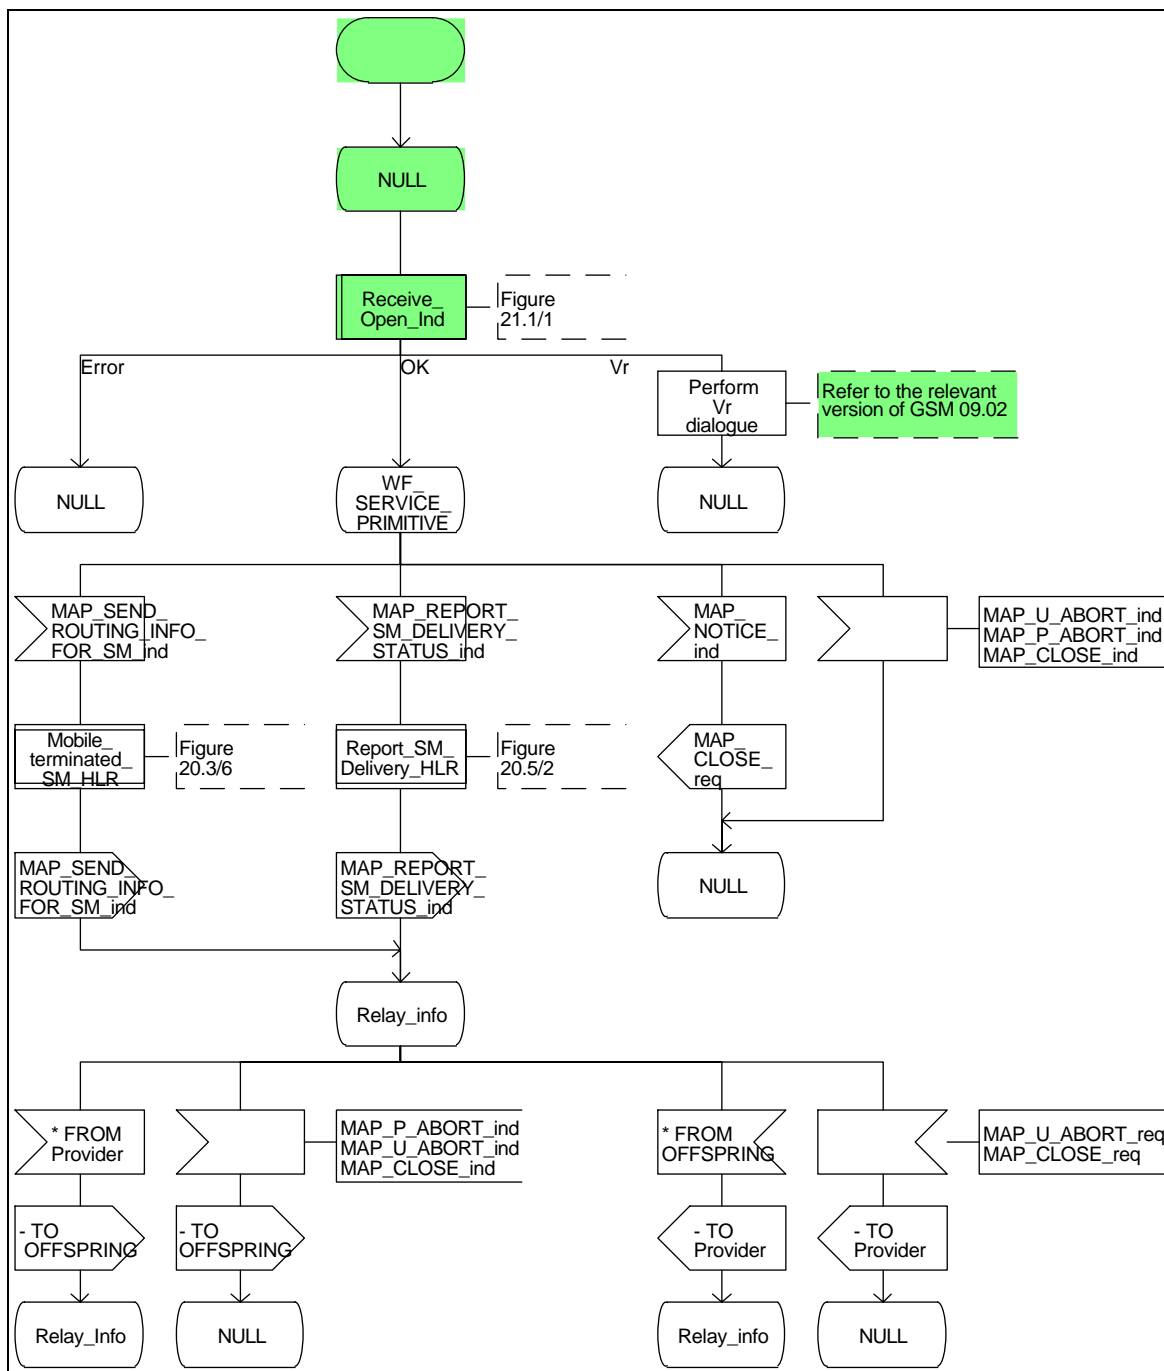 NULL
Receive_
Open_Ind
Figure
21.1/1
Error
OK
Vr
Perform
Vr
dialogue
Refer to the relevant
version of GSM 09.02
NULL
WF_
SERVICE_
PRIMITIVE
NULL
MAP_SEND_
ROUTING_INFO_
FOR_SM_ind
MAP_REPORT_
SM_DELIVERY_
STATUS_ind
MAP_
NOTICE_
ind
MAP_U_ABORT_ind
MAP_P_ABORT_ind
MAP_CLOSE_ind
Mobile_
terminated_
SM_HLR
Figure
20.3/6
Report_SM_
Delivery_HLR
Figure
20.5/2
MAP_
CLOSE_
req
MAP_SEND_
ROUTING_INFO_
FOR_SM_ind
MAP_REPORT_
SM_DELIVERY_
STATUS_ind
NULL
Relay_info
* FROM
Provider
MAP_P_ABORT_ind
MAP_U_ABORT_ind
MAP_CLOSE_ind
* FROM
OFFSPRING
MAP_U_ABORT_req
MAP_CLOSE_req
- TO
OFFSPRING
- TO
OFFSPRING
- TO
Provider
- TO
Provider
Relay_Info
NULL
Relay_info
NULL